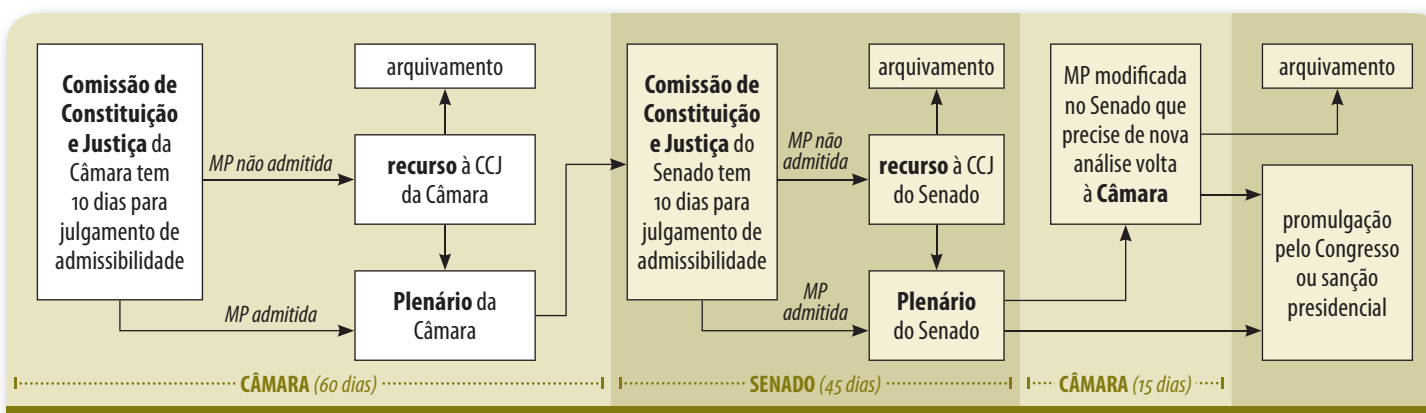 Comissão de
Constituição
e Justiça da
Câmara tem
10 dias para
julgamento de
admissibilidade
MP não admitida
MP admitida
arquivamento
recurso à CCJ
da Câmara
Plenário da
Câmara
CÂMARA (60 dias)
Comissão de
Constituição
e Justiça do
Senado tem
10 dias para
julgamento de
admissibilidade
MP não
admitida
MP
admitida
arquivamento
recurso à CCJ
do Senado
Plenário
do Senado
SENADO (45 dias)
MP modificada
no Senado que
precise de nova
análise volta
à Câmara
CÂMARA (15 dias)
arquivamento
promulgação
pelo Congresso
ou sanção
presidencial